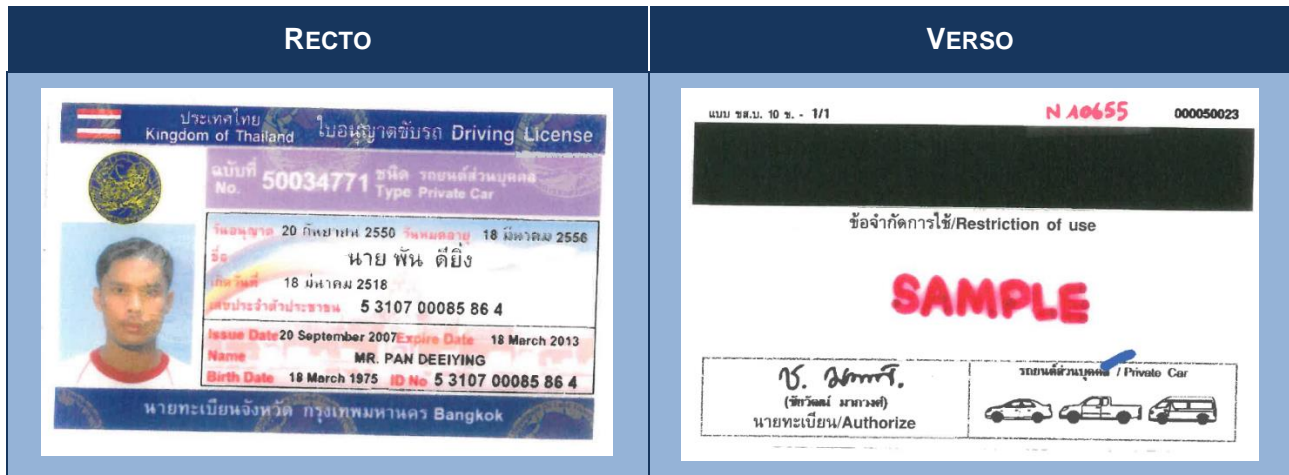 RECTO
VERSO
ประเทศไทย
Kingdom of Thailand
ใบอนุญาตขับรถ Driving License
ฉบับที่
No. 50034771
ชนิด รถยนต์ส่วนบุคคล
Type Private Car
วันอนุญาต 20 กันยายน 2550 วันหมดอายุ 18 มีนาคม 2556
ชื่อ นาย พัน ดียิ่ง
เกิดวันที่ 18 มีนาคม 2518
เลขประจำตัวประชาชน 5 3107 00085 86 4
Issue Date 20 September 2007 Expire Date 18 March 2013
Name MR. PAN DEEIYING
Birth Date 18 March 1975 ID No 5 3107 00085 86 4
นายทะเบียนจังหวัด กรุงเทพมหานคร Bangkok
แบบ ขส.บ. 10 ข. - 1/1 N A0655 000050023
ข้อจำกัดการใช้/Restriction of use
SAMPLE
นายทะเบียน/Authorize
รถยนต์ส่วนบุคคล / Private Car